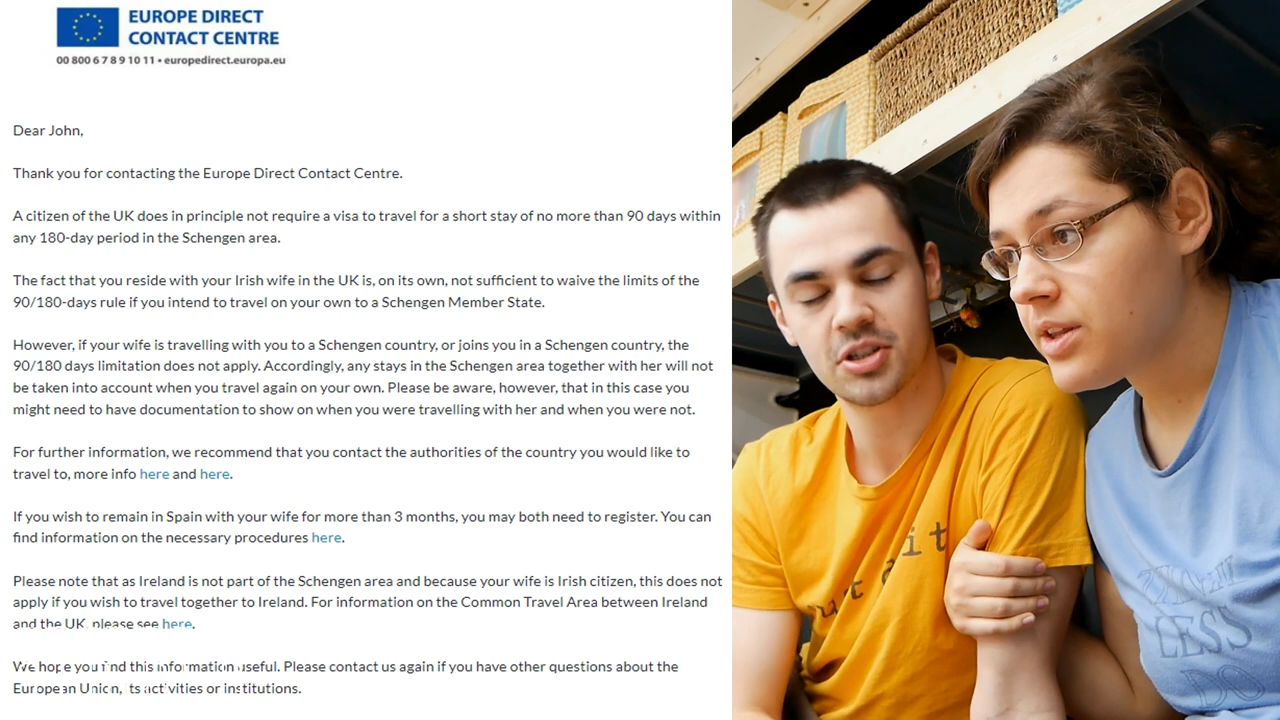 EUROPE DIRECT
CONTACT CENTRE
00 800 6 7 8 9 10 11 • europedirect.europa.eu
Dear John,
Thank you for contacting the Europe Direct Contact Centre.
A citizen of the UK does in principle not require a visa to travel for a short stay of no more than 90 days within
any 180-day period in the Schengen area.
The fact that you reside with your Irish wife in the UK is, on its own, not sufficient to waive the limits of the
90/180-days rule if you intend to travel on your own to a Schengen Member State.
However, if your wife is travelling with you to a Schengen country, or joins you in a Schengen country, the
90/180 days limitation does not apply. Accordingly, any stays in the Schengen area together with her will not
be taken into account when you travel again on your own. Please be aware, however, that in this case you
might need to have documentation to show on when you were travelling with her and when you were not.
For further information, we recommend that you contact the authorities of the country you would like to
travel to, more info here and here.
If you wish to remain in Spain with your wife for more than 3 months, you may both need to register. You can
find information on the necessary procedures here.
Please note that as Ireland is not part of the Schengen area and because your wife is Irish citizen, this does not
apply if you wish to travel together to Ireland. For information on the Common Travel Area between Ireland
and the UK, please see here.
We hope you find this information useful. Please contact us again if you have other questions about the
European Union, its activities or institutions.
it
LESS
DO